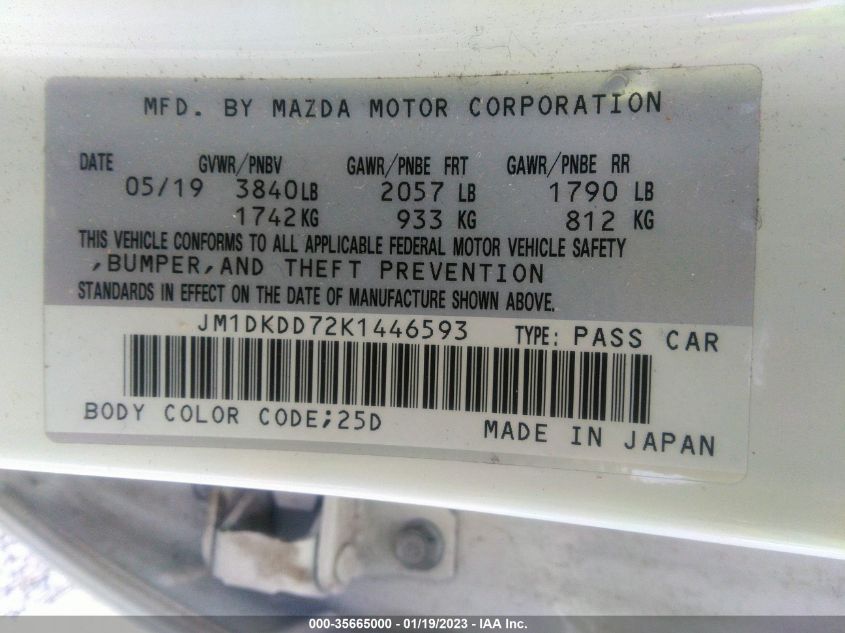 MFD. BY MAZDA MOTOR CORPORATION
DATE GVWR/PNBV GAWR/PNBE FRT GAWR/PNBE RR
05/19 3840LB 2057 LB 1790 LB
1742KG 933 KG 812 KG
THIS VEHICLE CONFORMS TO ALL APPLICABLE FEDERAL MOTOR VEHICLE SAFETY
,BUMPER,AND THEFT PREVENTION
STANDARDS IN EFFECT ON THE DATE OF MANUFACTURE SHOWN ABOVE.
JM1DKDD72K1446593 TYPE: PASS CAR
BODY COLOR CODE;25D MADE IN JAPAN
000-35665000 - 01/19/2023 - IAA Inc.